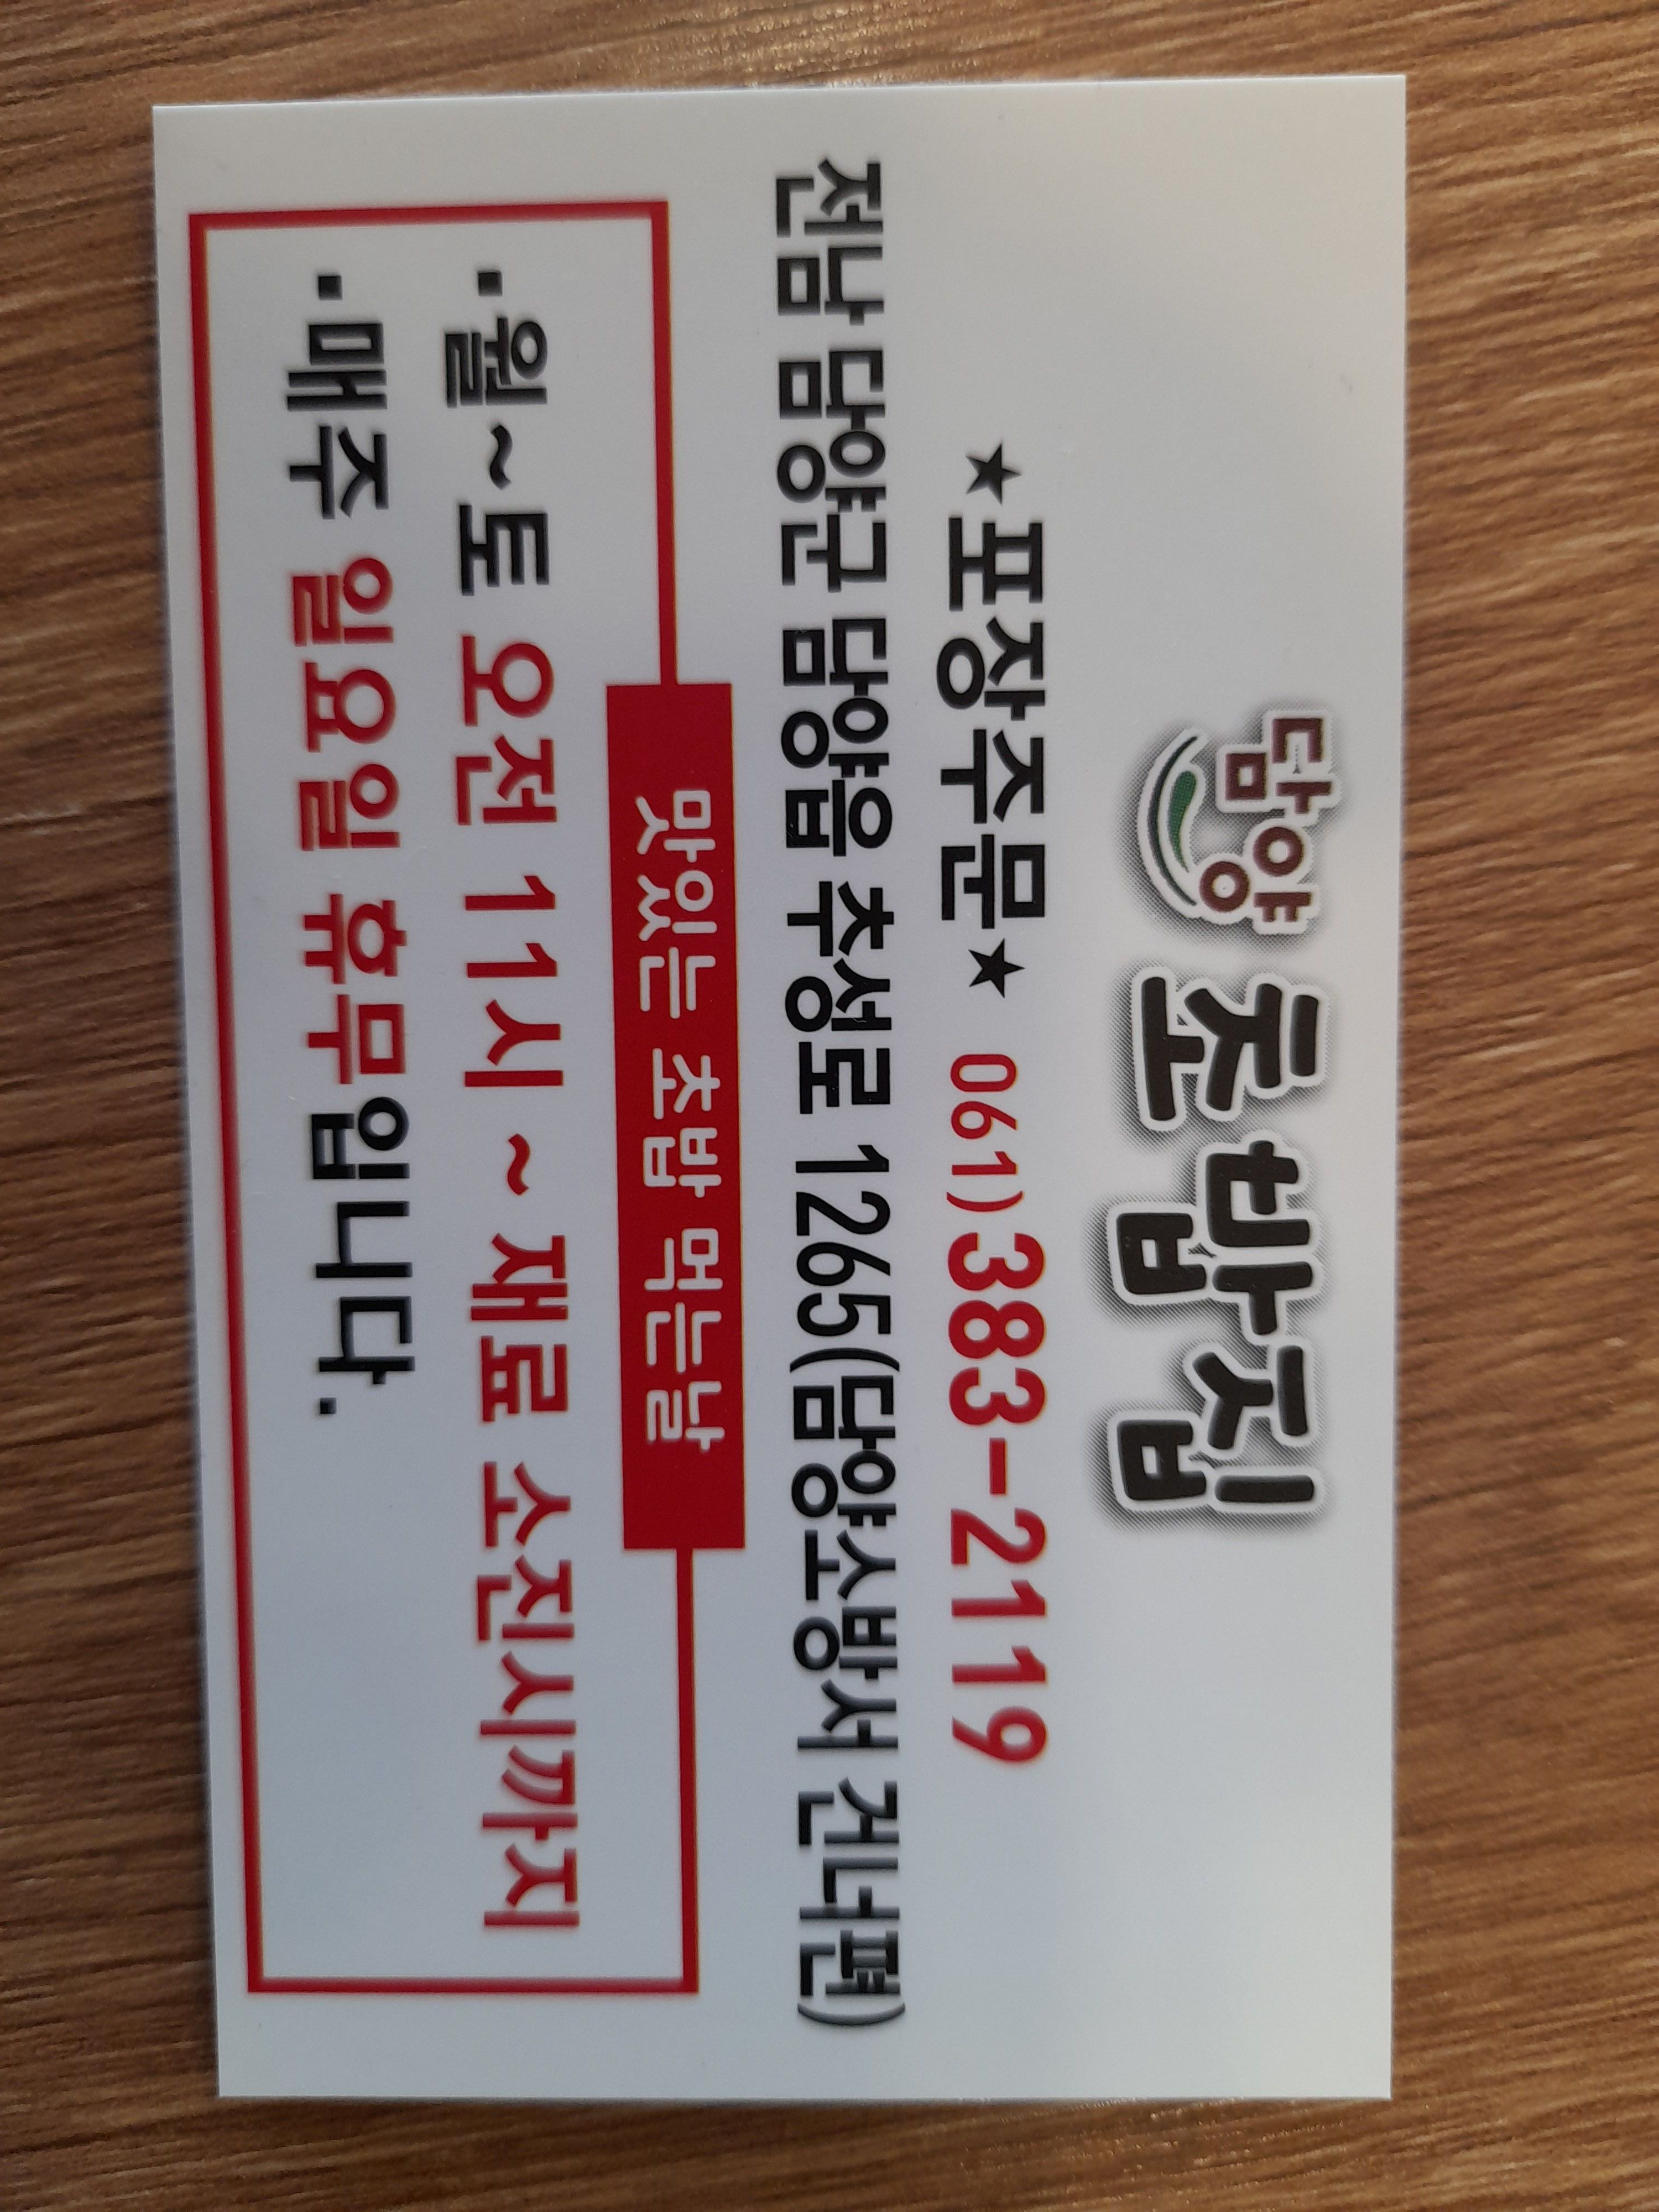 담양 초밥집
★포장주문★ 061)383-2119
전남 담양군 담양읍 추성로 1265(담양소방서 건너편)
맛있는 초밥 먹는날
·월~토 오전 11시 ~ 재료 소진시까지
·매주 일요일 휴무입니다.